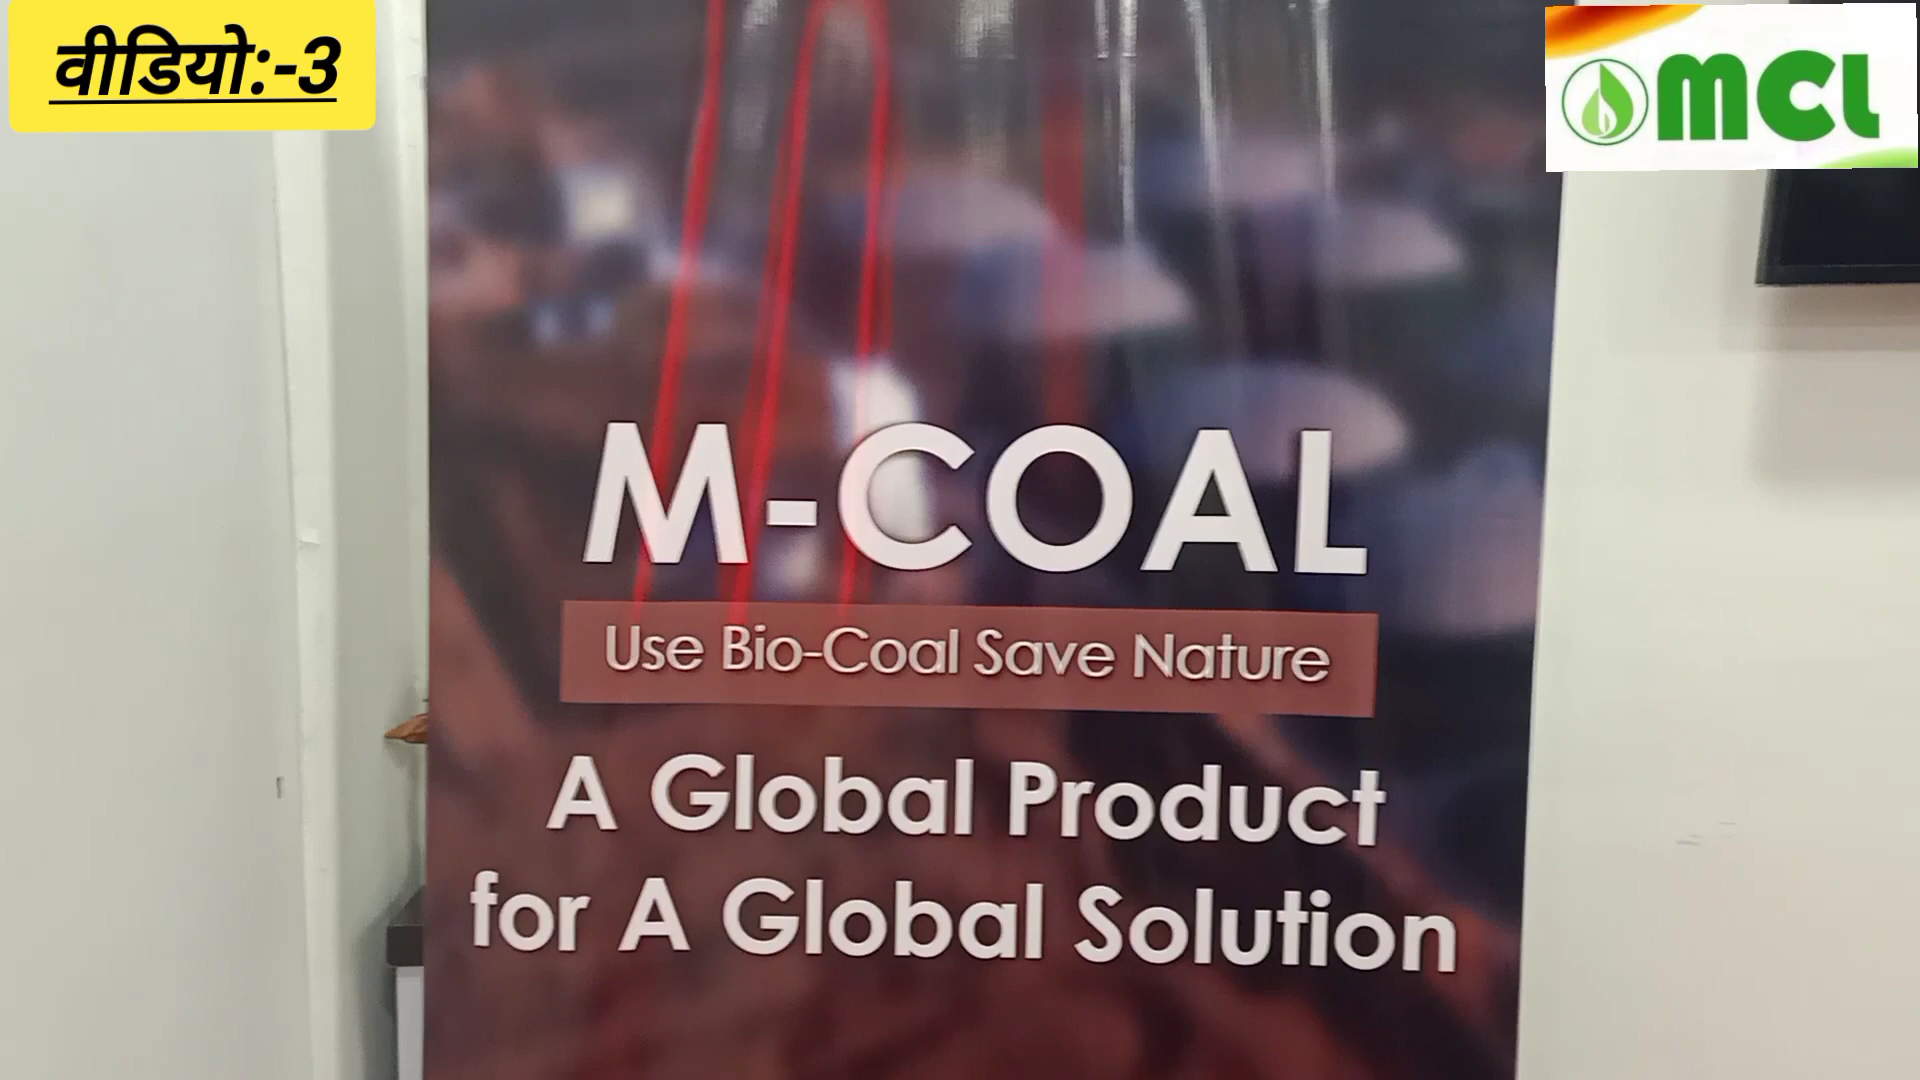 वीडियो:-3
MCL
M-COAL
Use Bio-Coal Save Nature
A Global Product
for A Global Solution